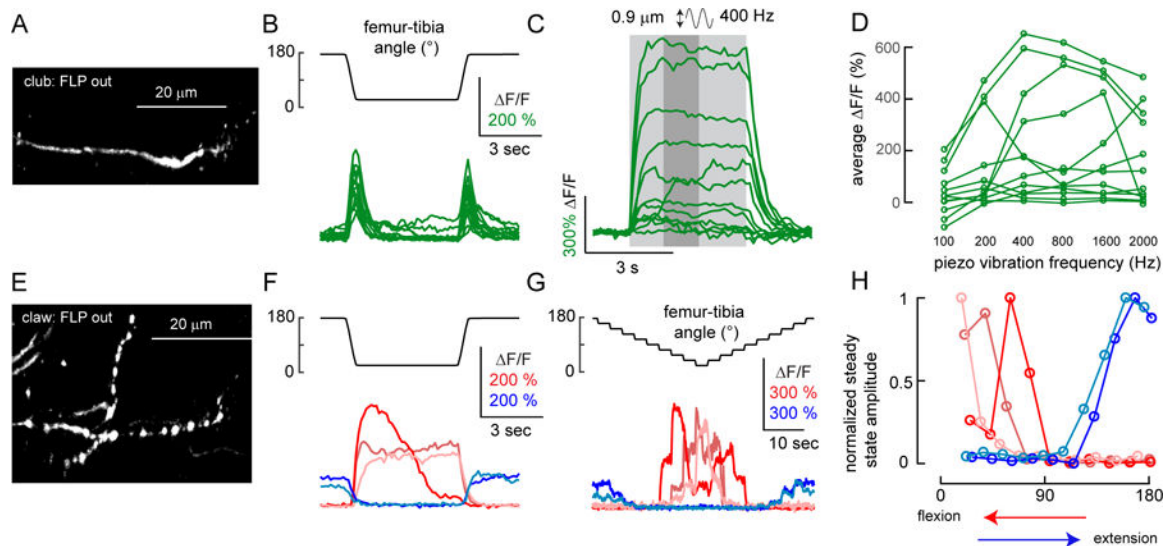 A
club: FLP out
20 μm
B
femur-tibia
angle (°)
180
0
ΔF/F
200 %
3 sec
C
0.9 μm
400 Hz
300% ΔF/F
3 s
D
average ΔF/F (%)
600
400
200
0
100 200 400 800 1600 2000
piezo vibration frequency (Hz)
E
claw: FLP out
20 μm
F
180
0
ΔF/F
200 %
200 %
3 sec
G
femur-tibia
angle (°)
180
0
ΔF/F
300 %
300 %
10 sec
H
normalized steady
state amplitude
1
0.5
0
0 90 180
flexion
extension